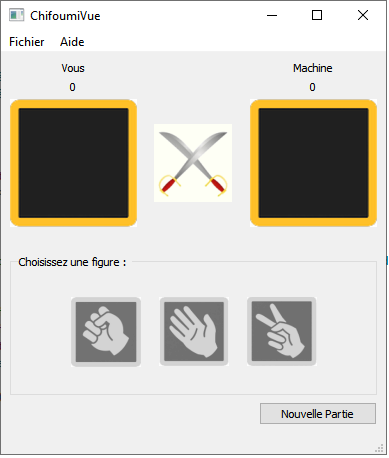 ChifoumiVue
Fichier Aide
Vous Machine
0 0
Choisissez une figure :
Nouvelle Partie